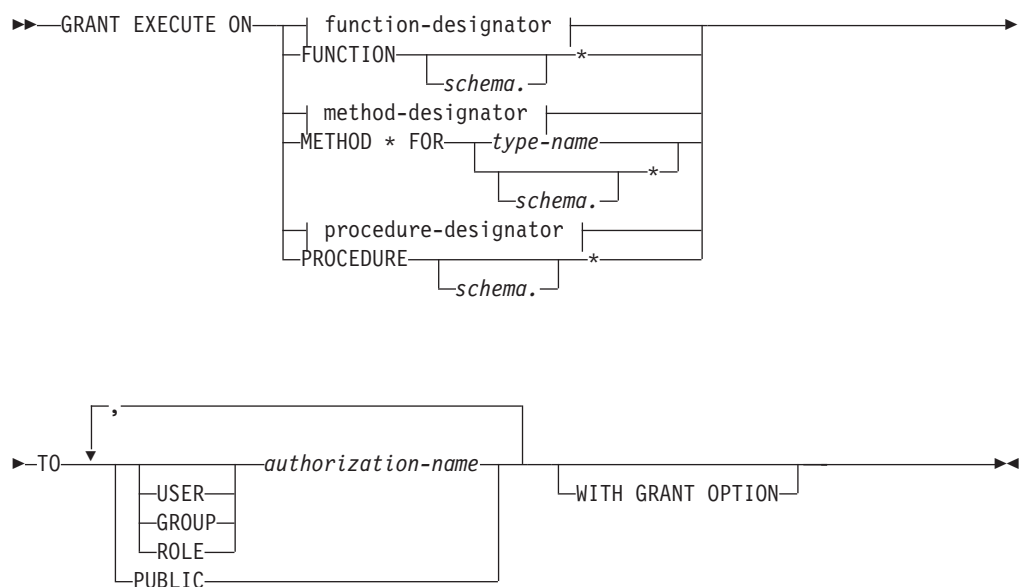 GRANT EXECUTE ON function-designator
FUNCTION *
schema.
method-designator
METHOD * FOR type-name
*
schema.
procedure-designator
PROCEDURE *
schema.
,
TO authorization-name
USER WITH GRANT OPTION
GROUP
ROLE
PUBLIC